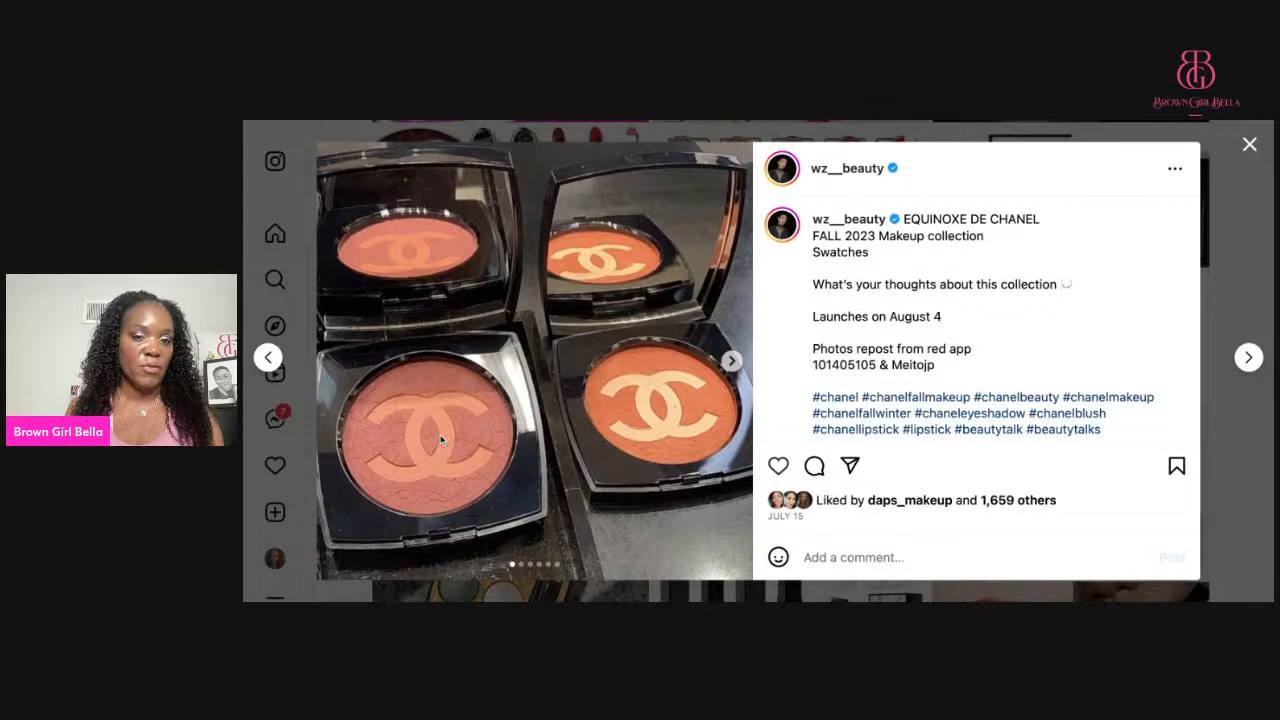 BROWN GIRL BELLA
wz__beauty
wz__beauty EQUINOXE DE CHANEL
FALL 2023 Makeup collection
Swatches
What's your thoughts about this collection
Launches on August 4
Photos repost from red app
101405105 & Meitojp
#chanel #chanelfallmakeup #chanelbeauty #chanelmakeup
#chanelfallwinter #chaneleyeshadow #chanelblush
#chanellipstick #lipstick #beautytalk #beautytalks
7
Brown Girl Bella
Liked by daps_makeup and 1,659 others
JULY 15
Add a comment...
Post